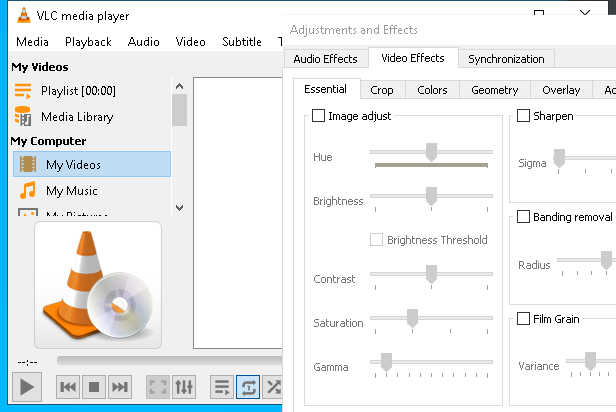 VLC media player
Media Playback Audio Video Subtitle
My Videos
Playlist [00:00]
Media Library
My Computer
My Videos
My Music
My Pictures
--:--
Adjustments and Effects
Audio Effects Video Effects Synchronization
Essential Crop Colors Geometry Overlay
Image adjust
Hue
Brightness
Brightness Threshold
Contrast
Saturation
Gamma
Sharpen
Sigma
Banding removal
Radius
Film Grain
Variance